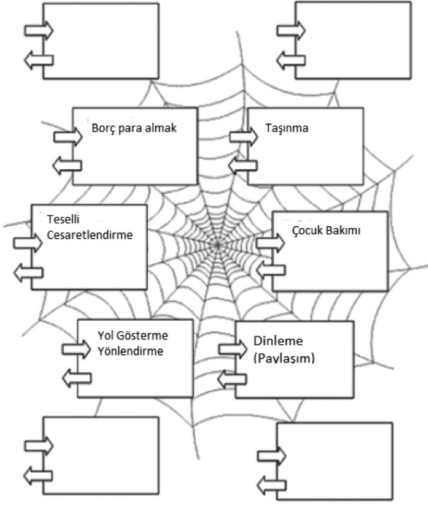 Borç para almak
Taşınma
Teselli
Cesaretlendirme
Çocuk Bakımı
Yol Gösterme
Yönlendirme
Dinleme
(Paylaşım)